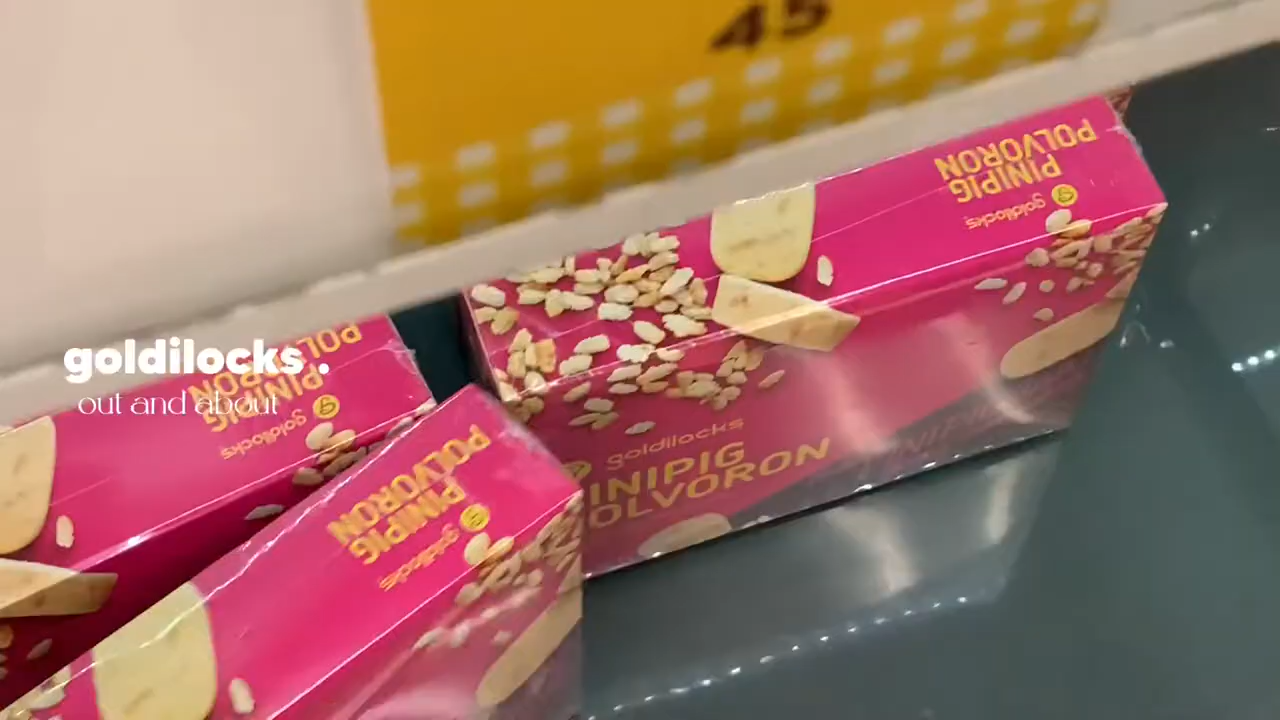 45
goldilocks
PINIPIG
POLVORON
goldilocks.
out and about
POLVORON
PINIPIG
goldilocks
goldilocks
PINIPIG
POLVORON
goldilocks
PINIPIG
POLVORON